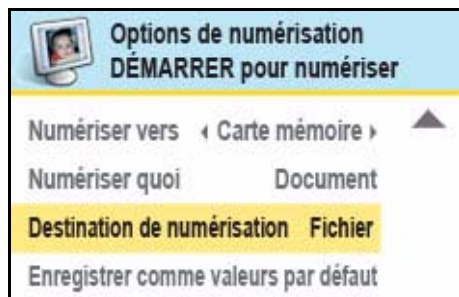 Options de numérisation
DÉMARRER pour numériser
Numériser vers Carte mémoire
Numériser quoi Document
Destination de numérisation Fichier
Enregistrer comme valeurs par défaut